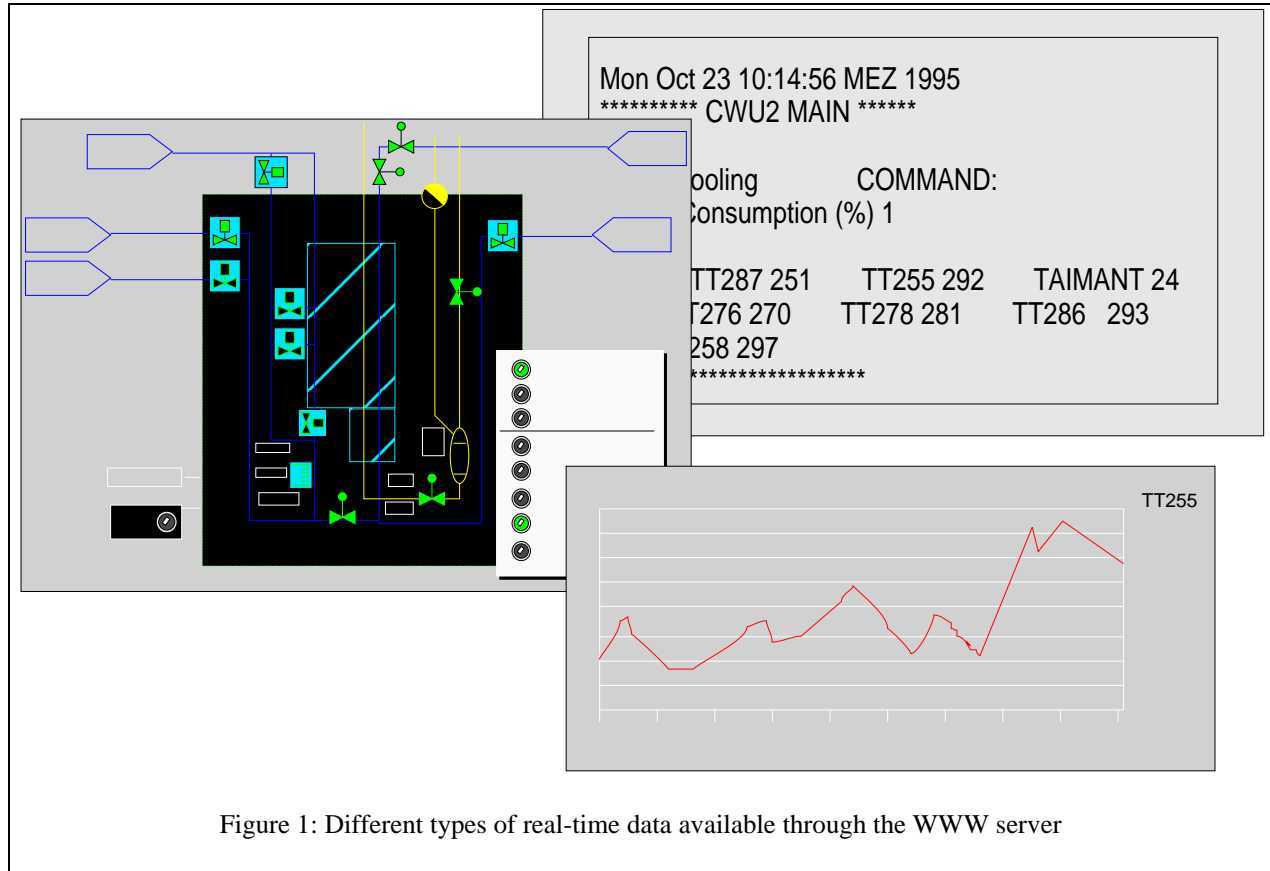 Mon Oct 23 10:14:56 MEZ 1995
********** CWU2 MAIN ******
ooling COMMAND:
Consumption (%) 1
TT287 251 TT255 292 TAIMANT 24
T276 270 TT278 281 TT286 293
258 297
******************
TT255
Figure 1: Different types of real-time data available through the WWW server